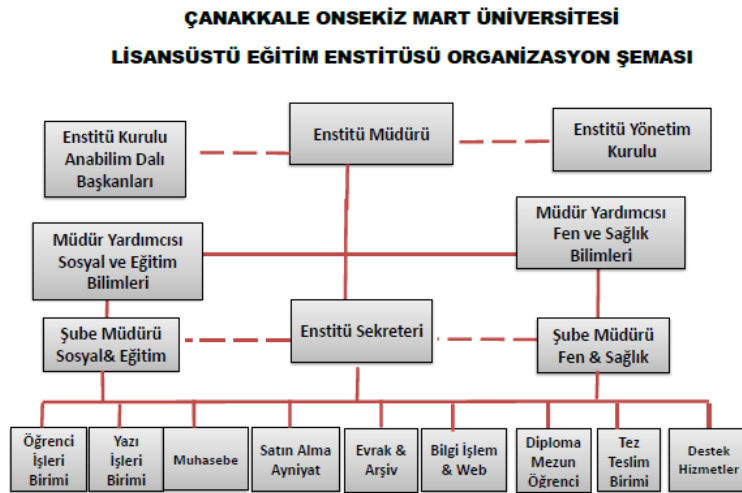 ÇANAKKALE ONSEKİZ MART ÜNİVERSİTESİ
LİSANSÜSTÜ EĞİTİM ENSTİTÜSÜ ORGANİZASYON ŞEMASI
Enstitü Kurulu
Anabilim Dalı
Başkanları
Enstitü Müdürü
Enstitü Yönetim
Kurulu
Müdür Yardımcısı
Sosyal ve Eğitim
Bilimleri
Müdür Yardımcısı
Fen ve Sağlık
Bilimleri
Şube Müdürü
Sosyal& Eğitim
Enstitü Sekreteri
Şube Müdürü
Fen & Sağlık
Öğrenci
İşleri
Birimi
Yazı
İşleri
Birimi
Muhasebe
Satın Alma
Ayniyat
Evrak &
Arşiv
Bilgi İşlem
& Web
Diploma
Mezun
Öğrenci
Tez
Teslim
Birimi
Destek
Hizmetler